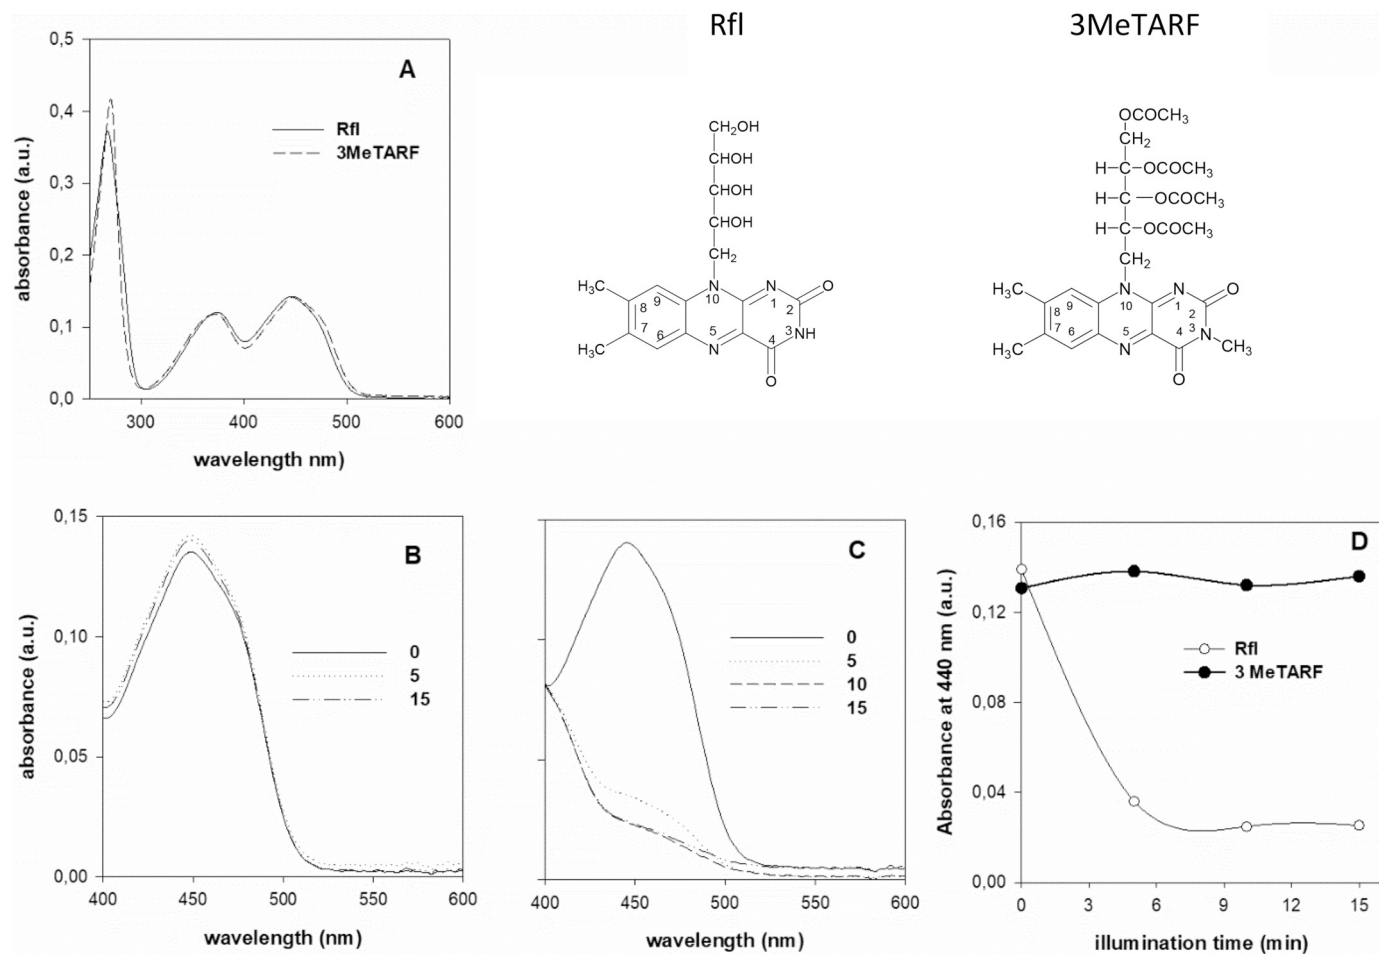 Rfl
3MeTARF
A
absorbance (a.u.)
0,5
0,4
0,3
0,2
0,1
0,0
Rfl
3MeTARF
300
400
500
600
wavelength nm)
CH₂OH
CHOH
CHOH
CHOH
CH₂
H₃C
H₃C
N
N
N
NH
O
O
1
2
3
4
5
6
7
8
9
10
OCOCH₃
CH₂
H C OCOCH₃
H C OCOCH₃
H C OCOCH₃
CH₂
H₃C
H₃C
N
N
N
N CH₃
O
O
1
2
3
4
5
6
7
8
9
10
B
absorbance (a.u.)
0,15
0,10
0,05
0,00
0
5
15
400
450
500
550
600
wavelength (nm)
C
0
5
10
15
400
450
500
550
600
wavelength (nm)
D
Absorbance at 440 nm (a.u.)
0,16
0,12
0,08
0,04
0,00
Rfl
3 MeTARF
0
3
6
9
12
15
illumination time (min)